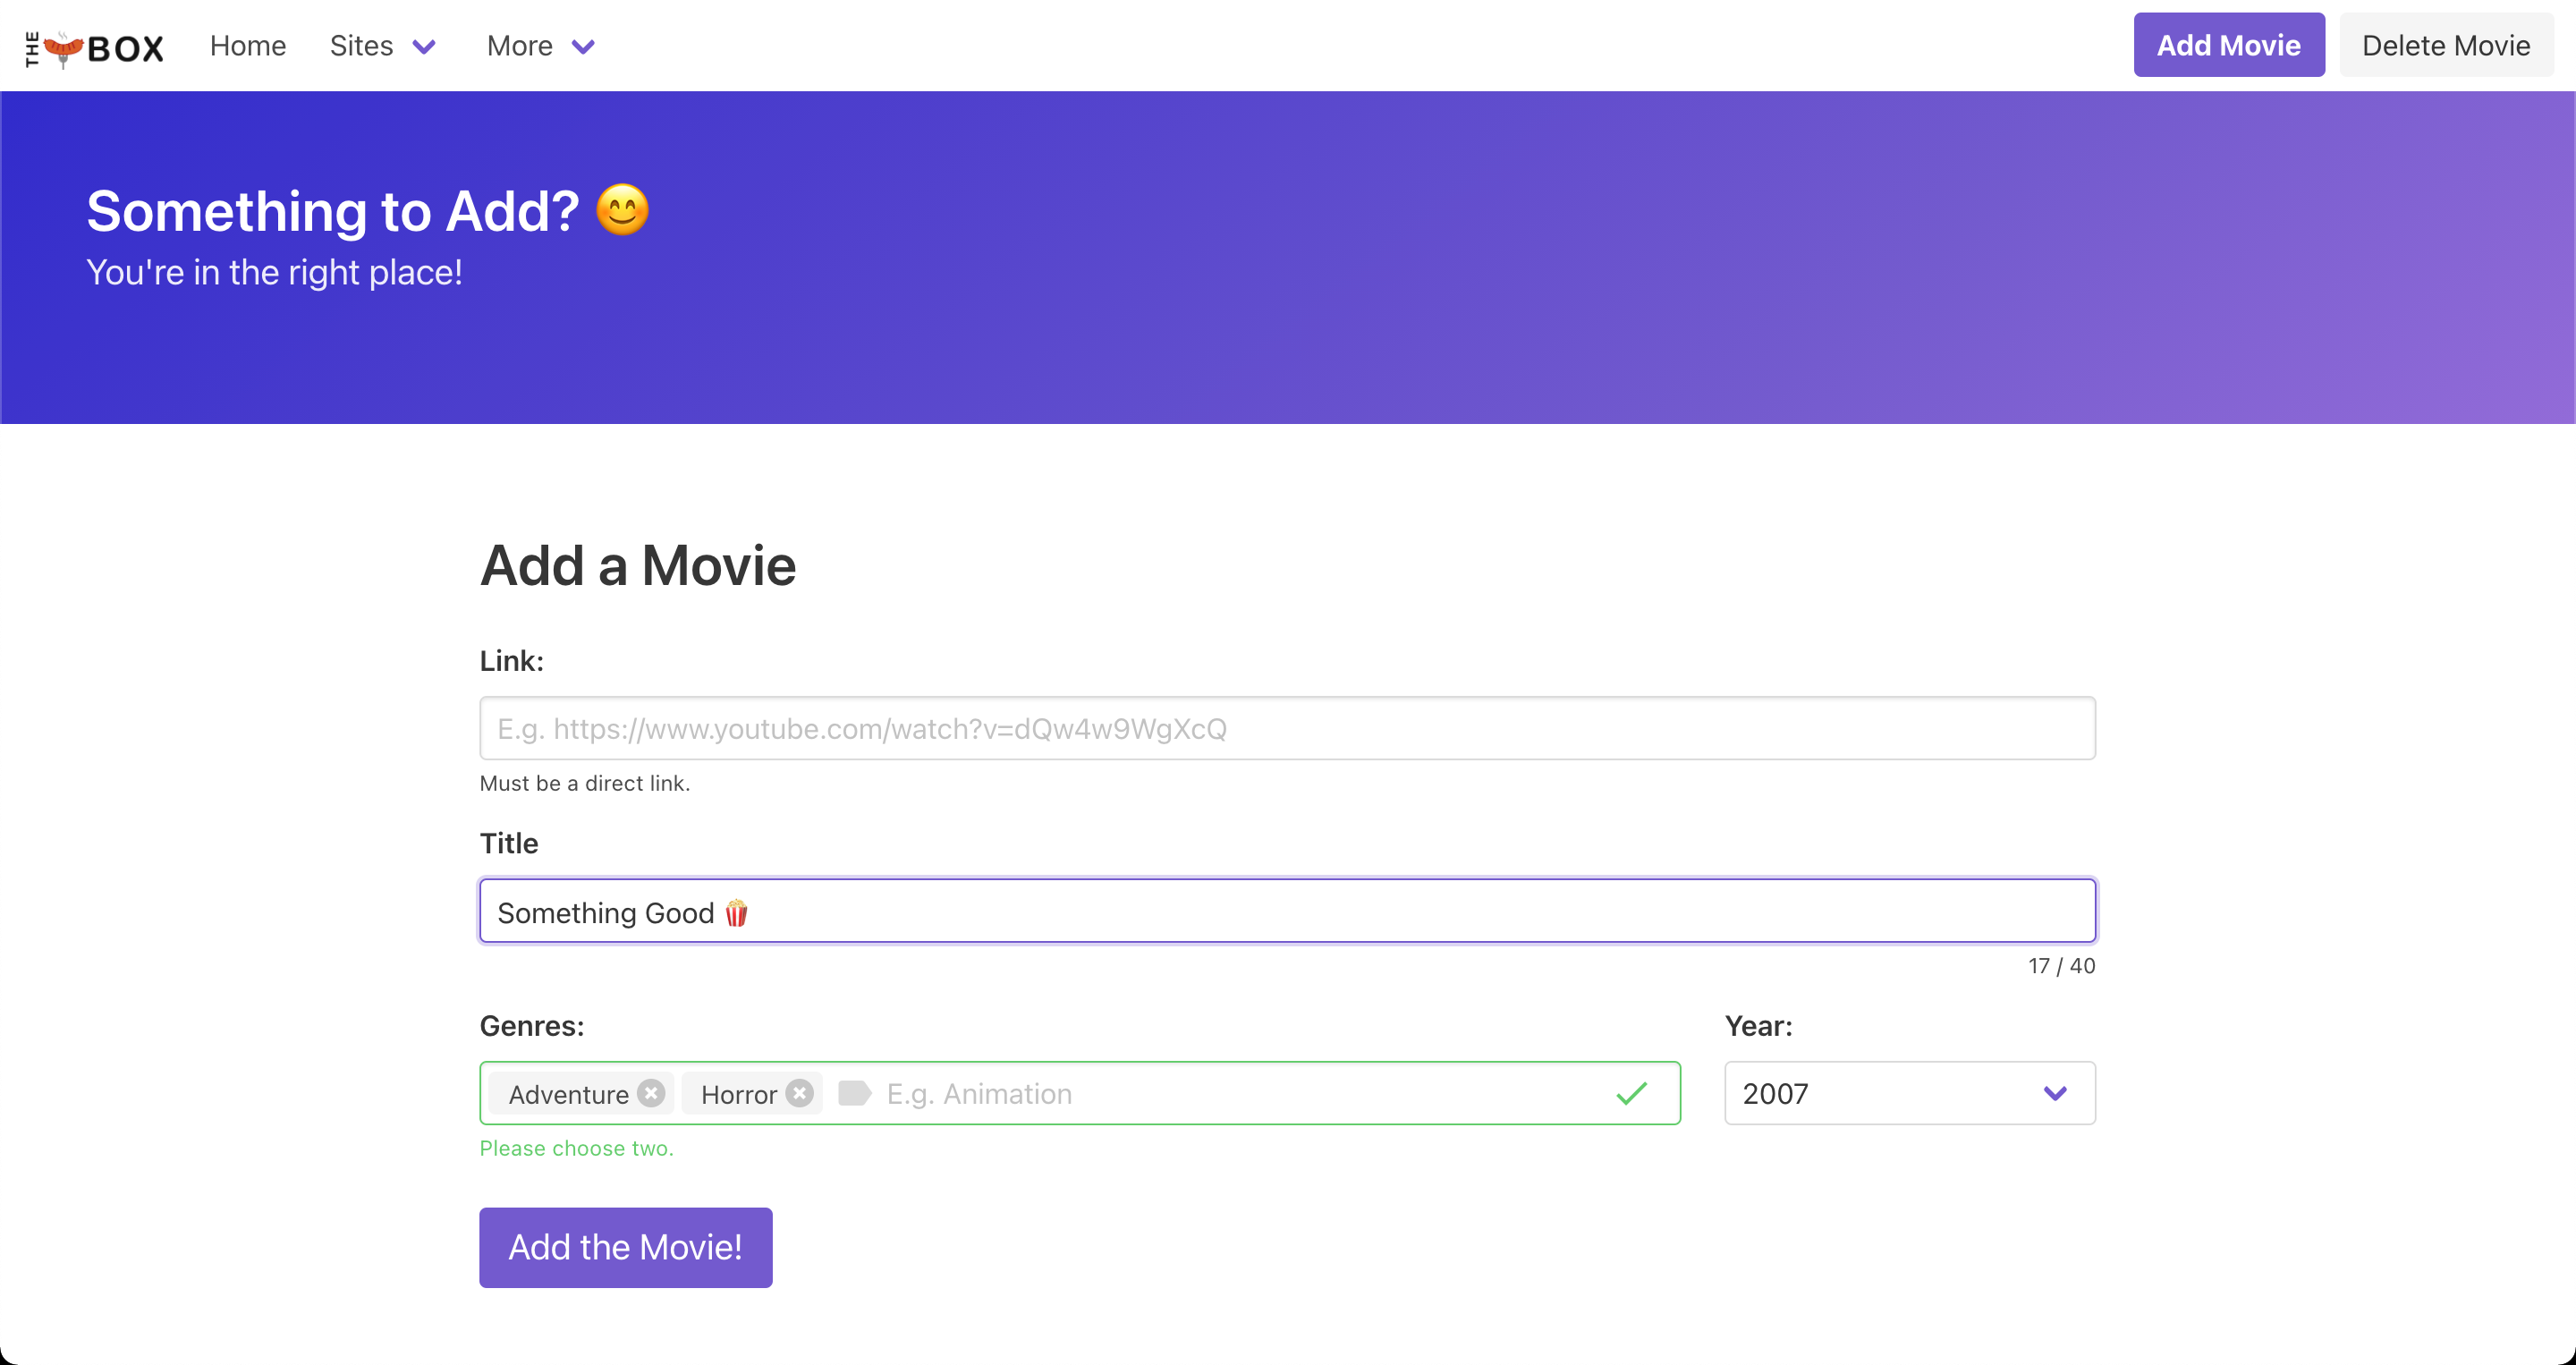 THE BOX Home Sites More Add Movie Delete Movie
Something to Add? 😊
You're in the right place!
Add a Movie
Link:
E.g. https://www.youtube.com/watch?v=dQw4w9WgXcQ
Must be a direct link.
Title
Something Good 🍿
17 / 40
Genres: Year:
Adventure Horror E.g. Animation 2007
Please choose two.
Add the Movie!